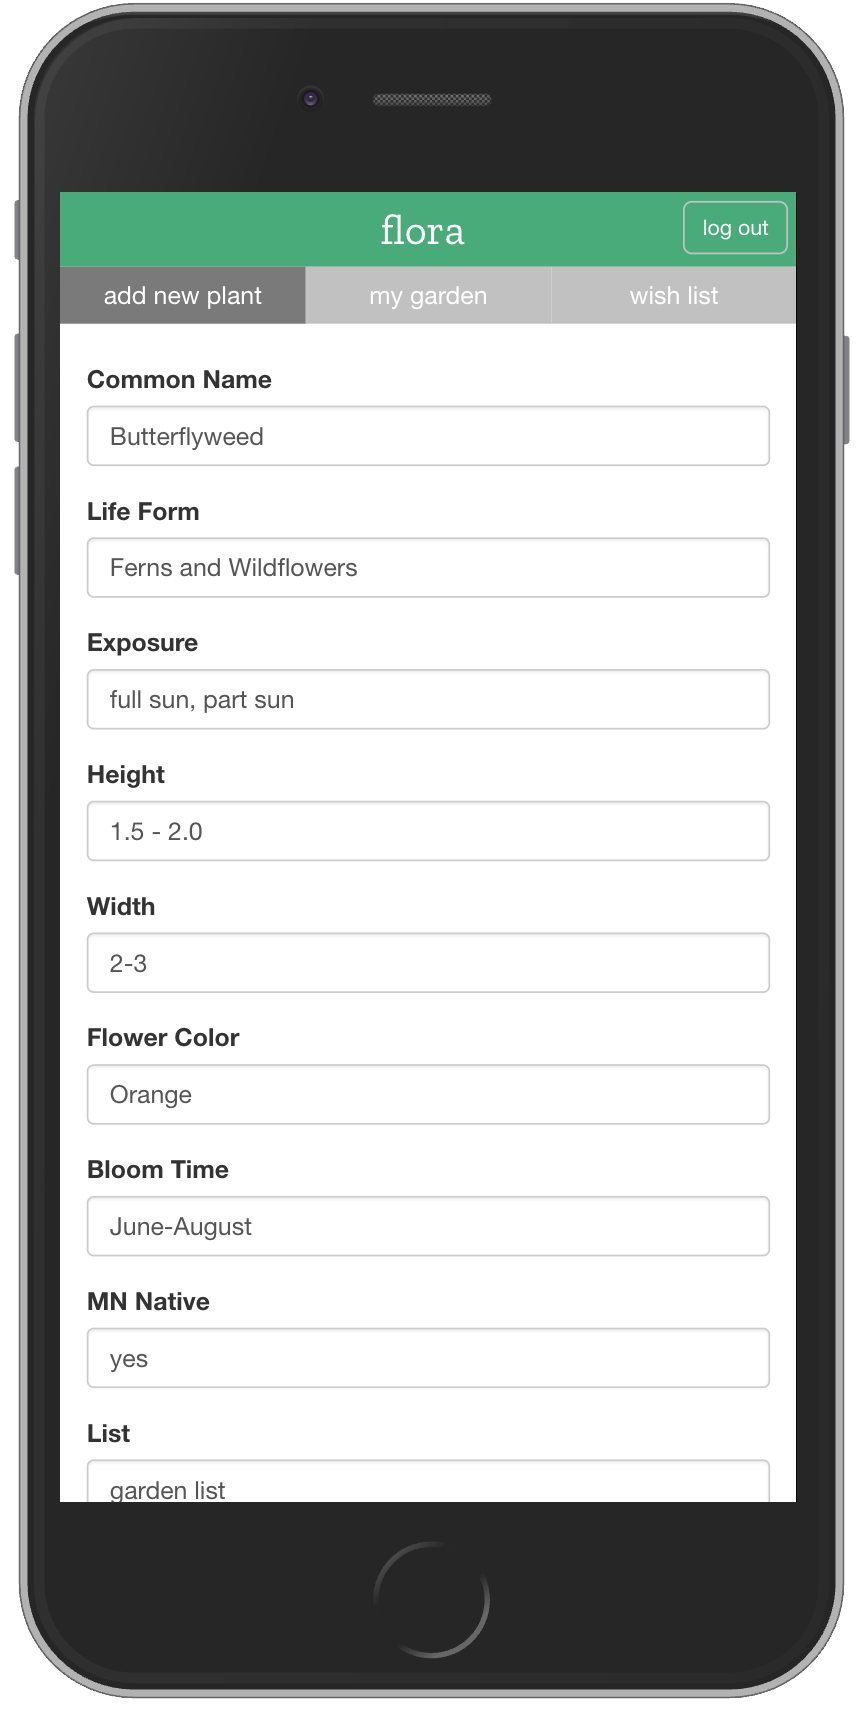 flora
log out
add new plant
my garden
wish list
Common Name
Butterflyweed
Life Form
Ferns and Wildflowers
Exposure
full sun, part sun
Height
1.5 - 2.0
Width
2-3
Flower Color
Orange
Bloom Time
June-August
MN Native
yes
List
garden list